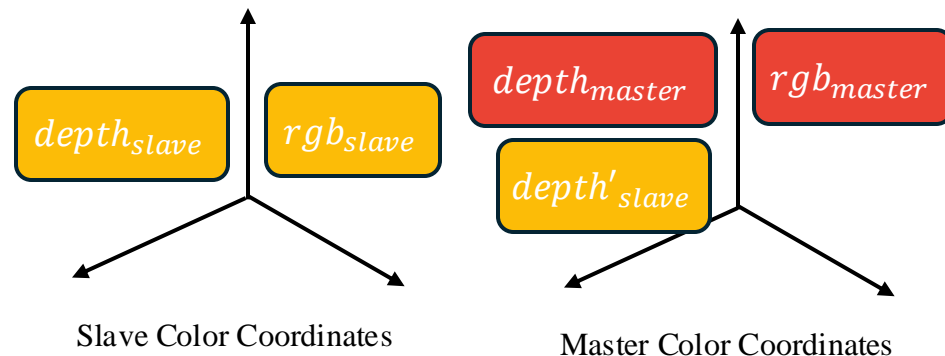 depth_slave
rgb_slave
Slave Color Coordinates
depth_master
rgb_master
depth'_slave
Master Color Coordinates